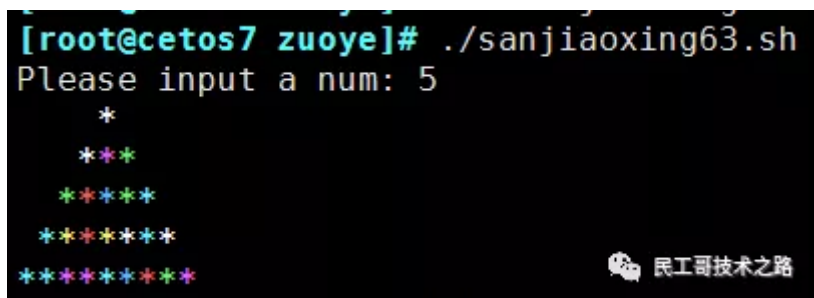 [root@cetos7 zuoye]# ./sanjiaoxing63.sh
Please input a num: 5
*
***
*****
*******
*********
民工哥技术之路